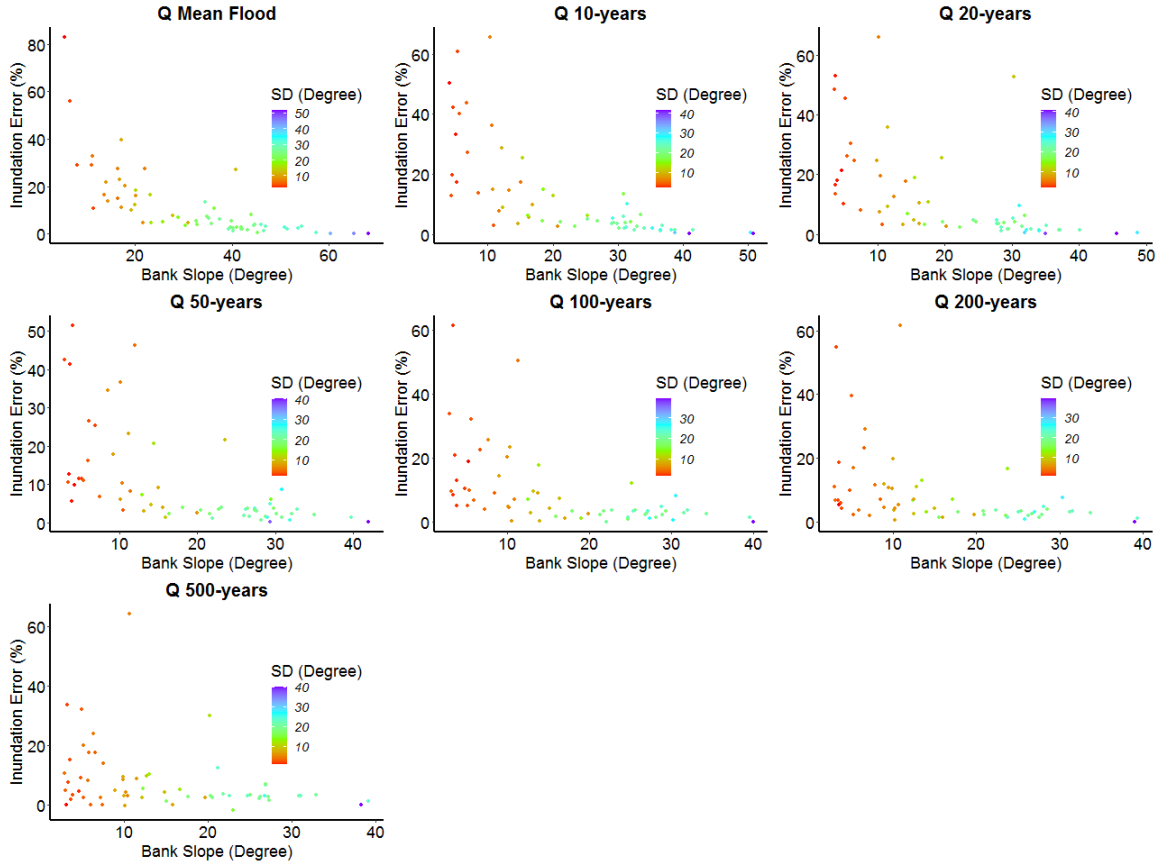 Q Mean Flood
Inundation Error (%)
80
60
40
20
0
SD (Degree)
50
40
30
20
10
20 40 60
Bank Slope (Degree)
Q 10-years
Inundation Error (%)
60
40
20
0
SD (Degree)
40
30
20
10
10 20 30 40 50
Bank Slope (Degree)
Q 20-years
Inundation Error (%)
60
40
20
0
SD (Degree)
40
30
20
10
10 20 30 40 50
Bank Slope (Degree)
Q 50-years
Inundation Error (%)
50
40
30
20
10
0
SD (Degree)
40
30
20
10
10 20 30 40
Bank Slope (Degree)
Q 100-years
Inundation Error (%)
60
40
20
0
SD (Degree)
30
20
10
10 20 30 40
Bank Slope (Degree)
Q 200-years
Inundation Error (%)
60
40
20
0
SD (Degree)
30
20
10
10 20 30 40
Bank Slope (Degree)
Q 500-years
Inundation Error (%)
60
40
20
0
SD (Degree)
40
30
20
10
10 20 30 40
Bank Slope (Degree)